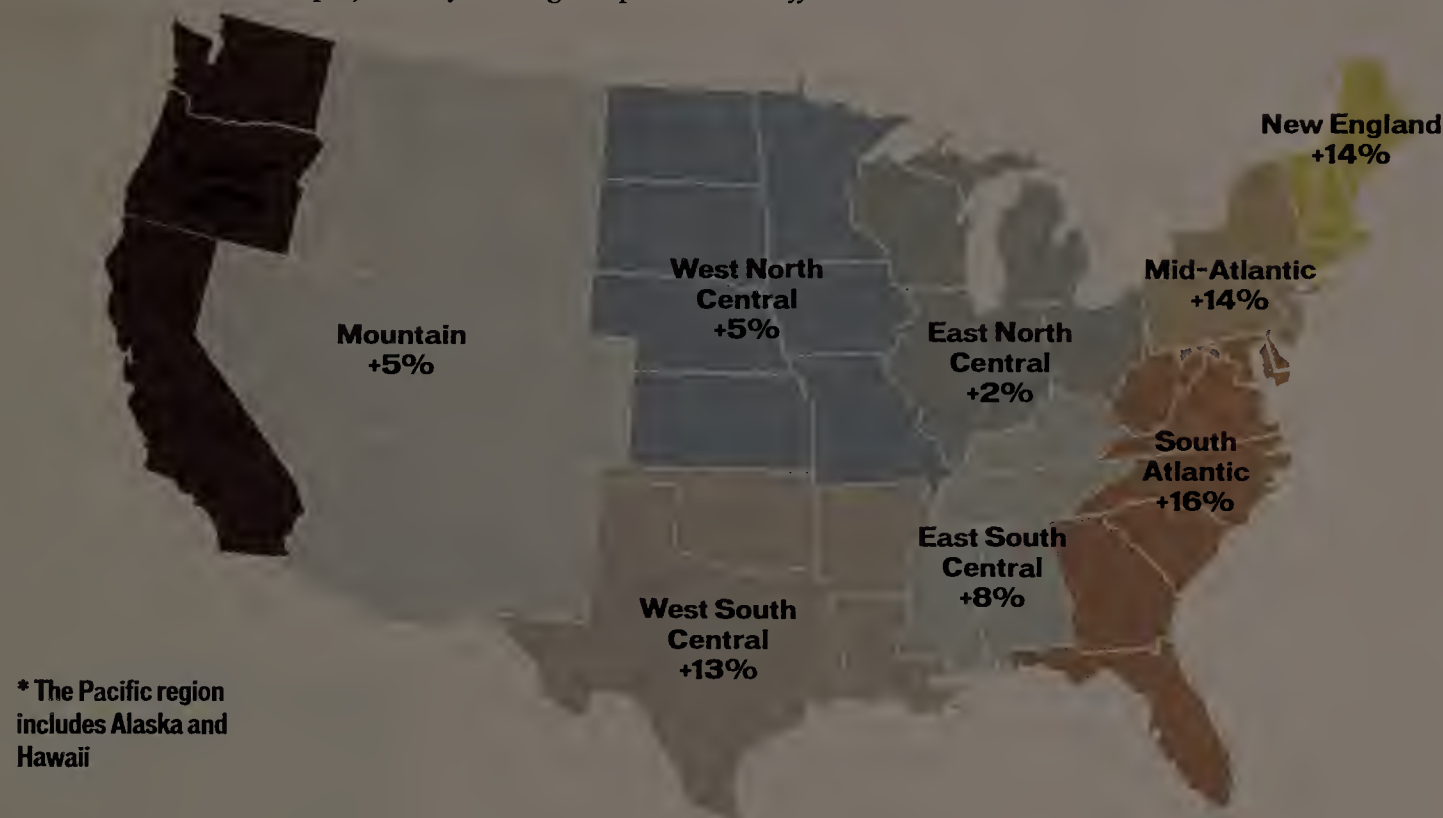 New England
+14%
Mid-Atlantic
+14%
West North
Central
+5%
East North
Central
+2%
Mountain
+5%
South
Atlantic
+16%
East South
Central
+8%
West South
Central
+13%
* The Pacific region
includes Alaska and
Hawaii